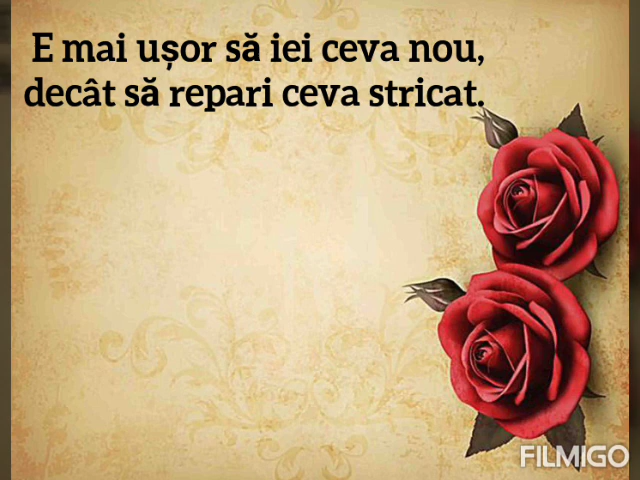 E mai ușor să iei ceva nou,
decât să repari ceva stricat.
FILMIGO